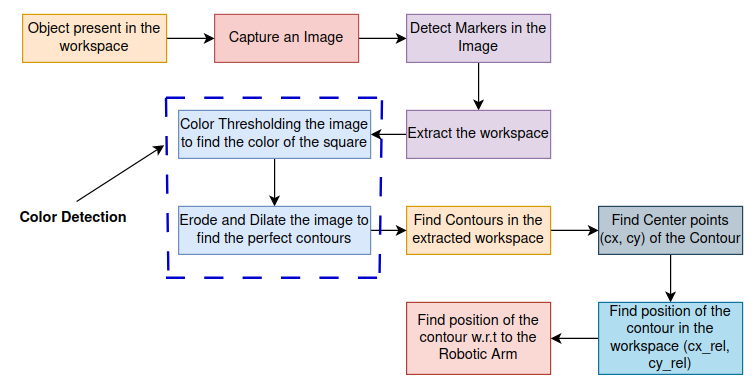 Object present in the
workspace
Capture an Image
Detect Markers in the
Image
Color Thresholding the image
to find the color of the square
Extract the workspace
Color Detection
Erode and Dilate the image to
find the perfect contours
Find Contours in the
extracted workspace
Find Center points
(cx, cy) of the Contour
Find position of the
contour w.r.t to the
Robotic Arm
Find position of the
contour in the
workspace (cx_rel,
cy_rel)